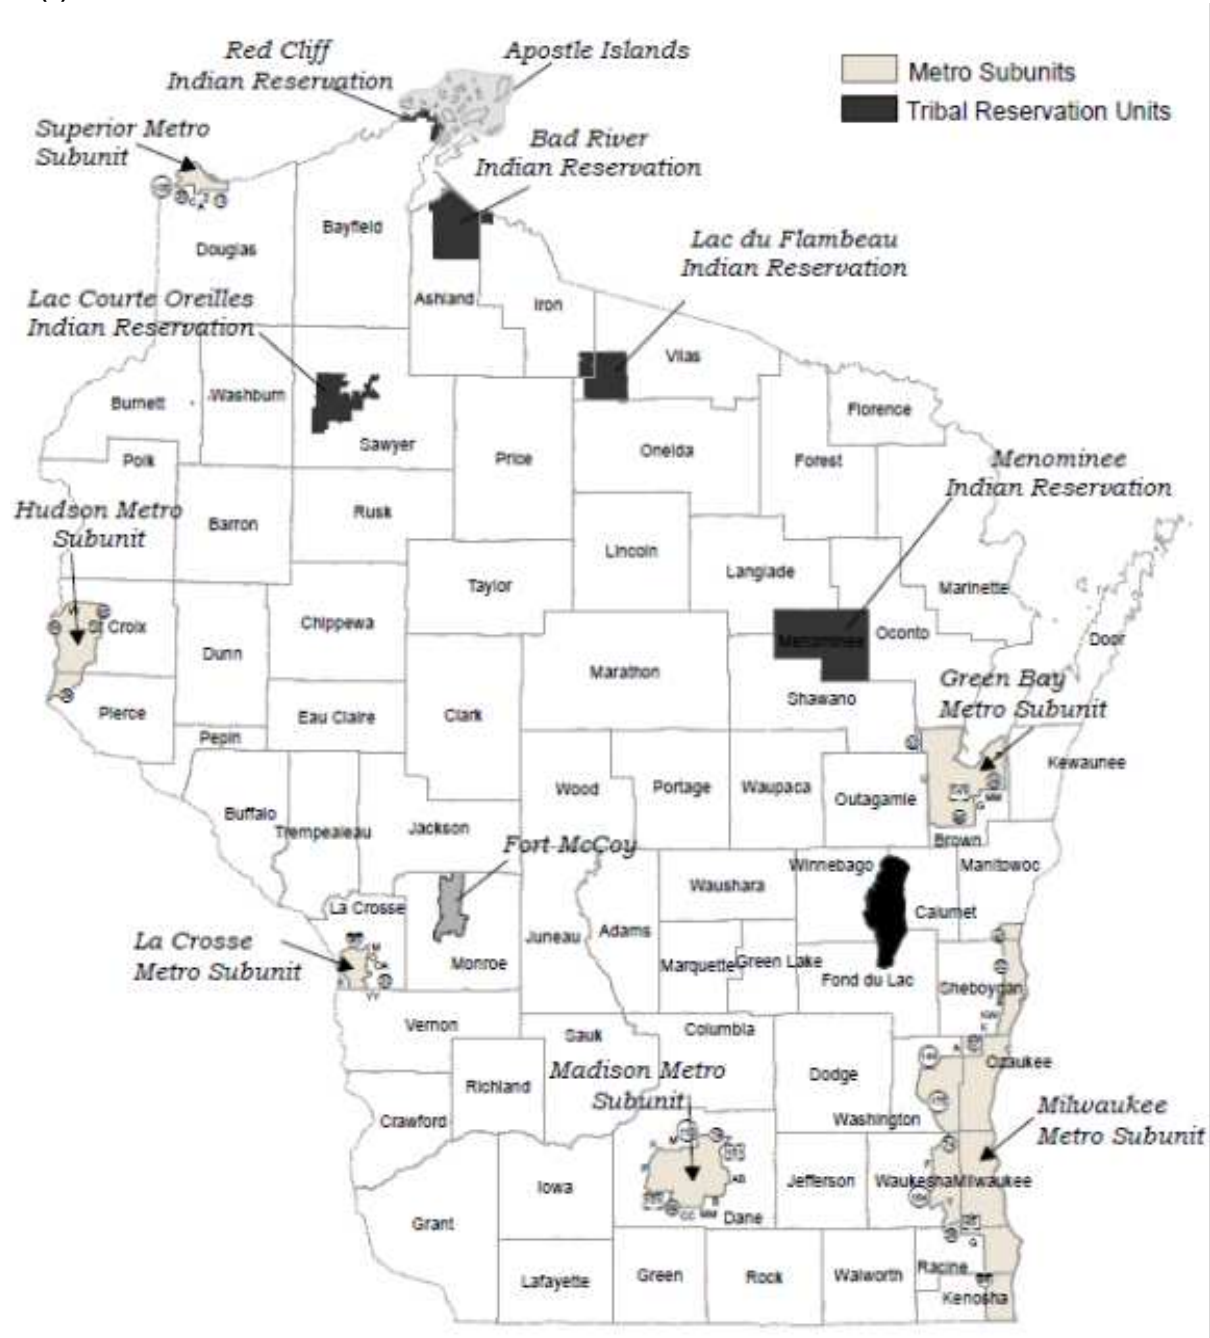 Red Cliff
Indian Reservation
Apostle Islands
Metro Subunits
Tribal Reservation Units
Superior Metro
Subunit
Bad River
Indian Reservation
Douglas
Bayfield
Lac du Flambeau
Indian Reservation
Lac Courte Oreilles
Indian Reservation
Ashland
Iron
Vilas
Burnett
Washburn
Sawyer
Florence
Polk
Price
Oneida
Forest
Menominee
Indian Reservation
Hudson Metro
Subunit
Barron
Rusk
Lincoln
Langlade
Taylor
Marinette
St Croix
Dunn
Chippewa
Marathon
Menominee
Oconto
Door
Green Bay
Metro Subunit
Pierce
Pepin
Eau Claire
Clark
Shawano
Kewaunee
Wood
Portage
Waupaca
Outagamie
Buffalo
Trempealeau
Jackson
MM
G
Brown
Fort McCoy
Winnebago
Manitowoc
Waushara
Calumet
La Crosse
La Crosse
Metro Subunit
M
YY
Monroe
Juneau
Adams
Marquette
Green Lake
Fond du Lac
Sheboygan
Vernon
Sauk
Columbia
Dodge
Ozaukee
Richland
Madison Metro
Subunit
Crawford
Washington
Milwaukee
Metro Subunit
M
AB
B
MM
CC
Dane
Iowa
Jefferson
Waukesha
Milwaukee
Grant
Lafayette
Green
Rock
Walworth
Racine
Kenosha